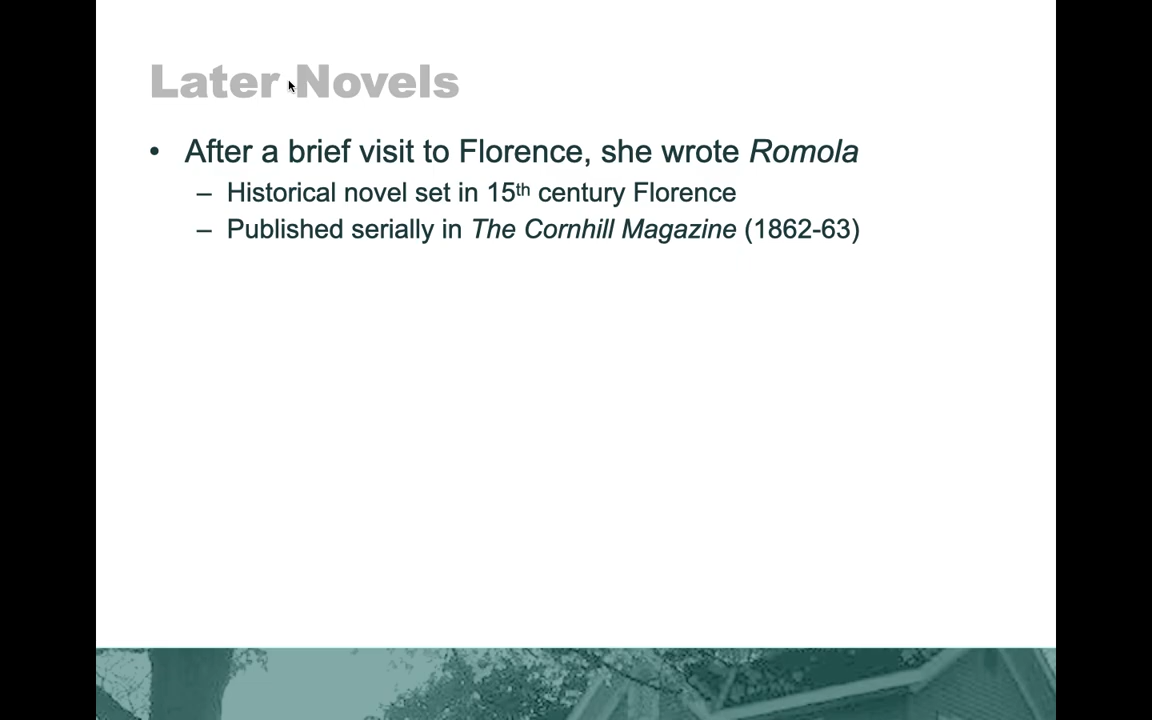 Later Novels
• After a brief visit to Florence, she wrote Romola
– Historical novel set in 15th century Florence
– Published serially in The Cornhill Magazine (1862-63)